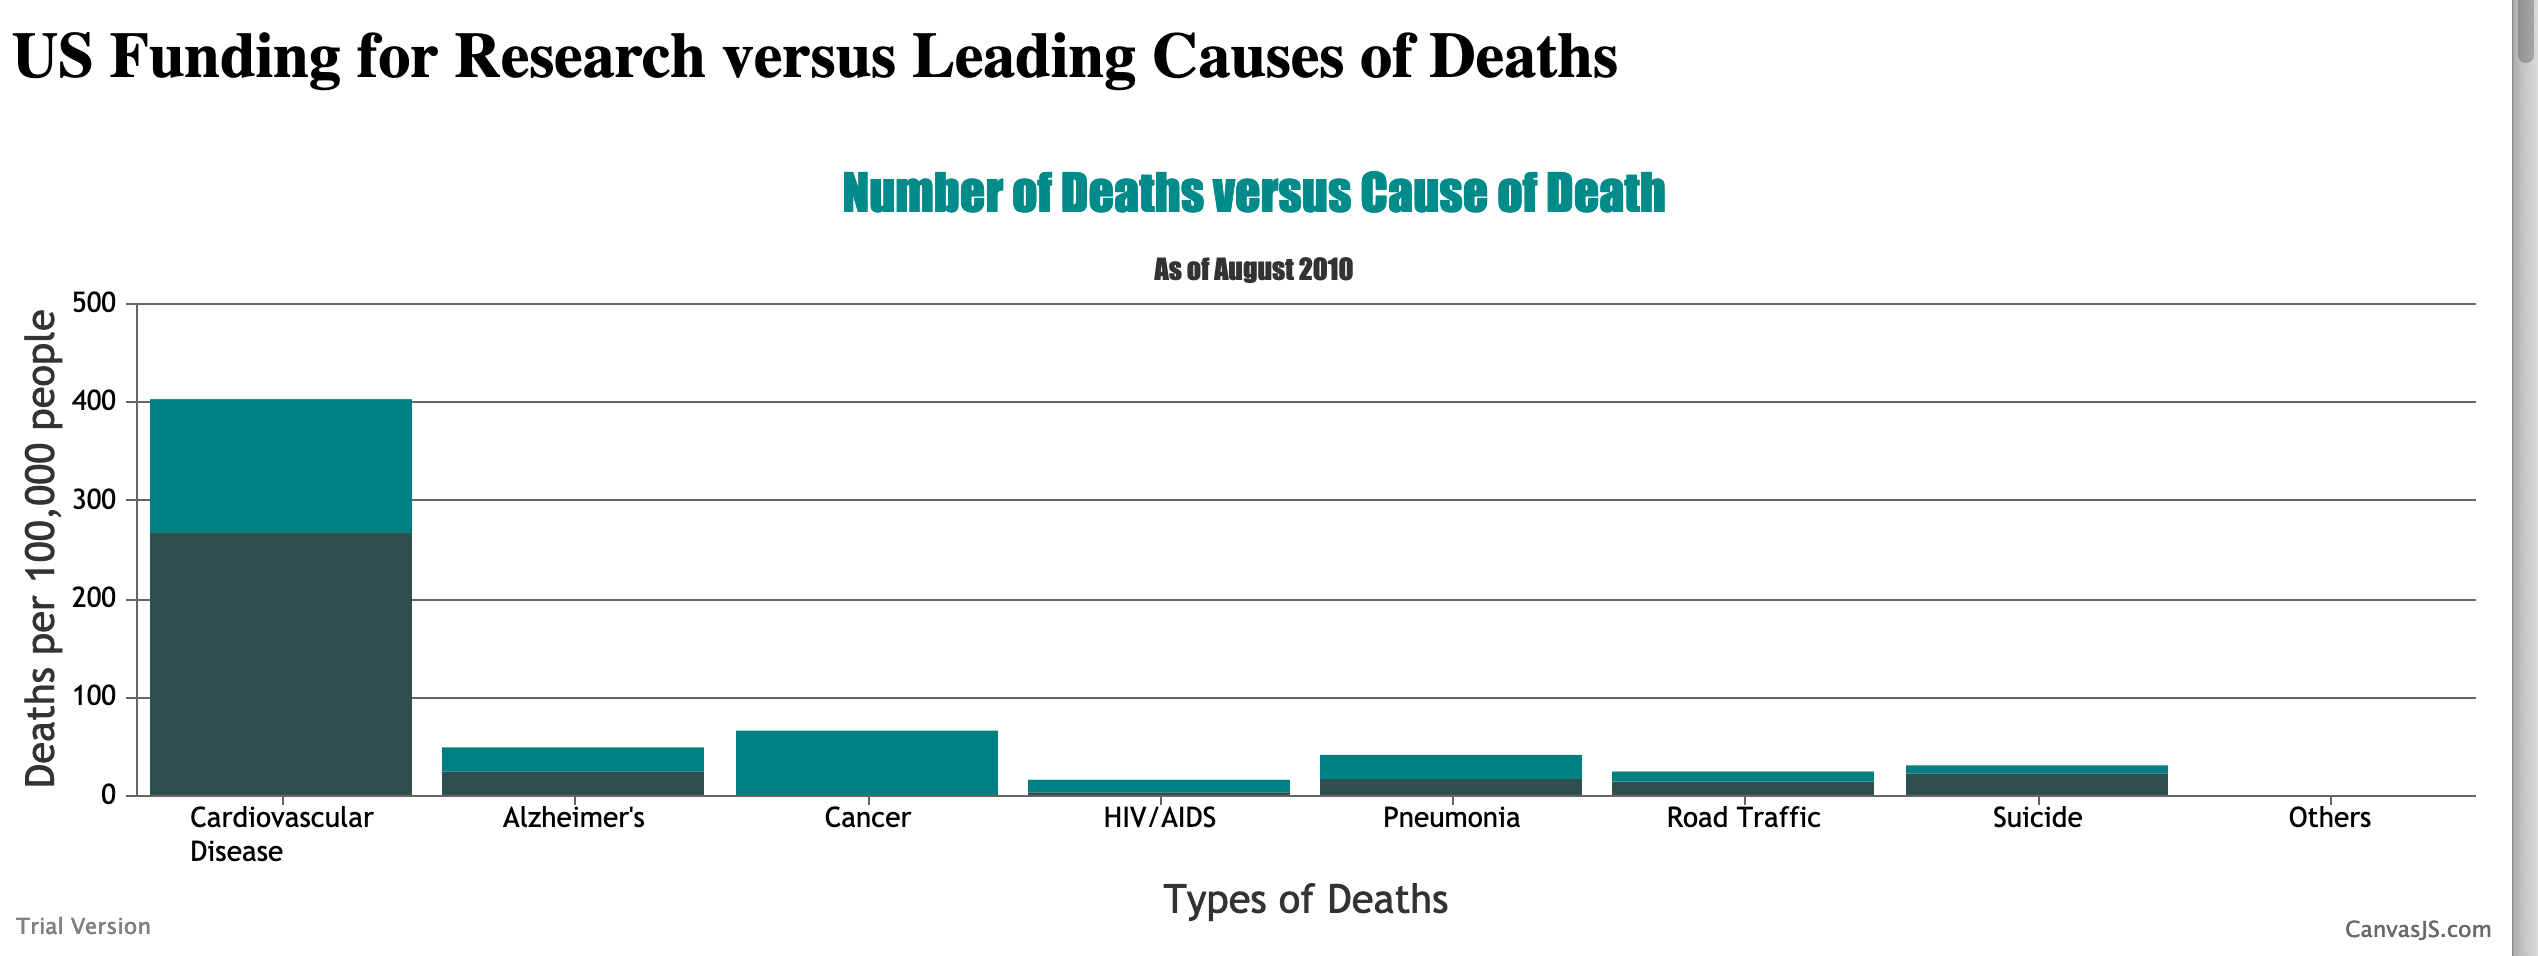 US Funding for Research versus Leading Causes of Deaths
Number of Deaths versus Cause of Death
As of August 2010
Deaths per 100,000 people
500
400
300
200
100
0
Cardiovascular
Disease
Alzheimer's
Cancer
HIV/AIDS
Pneumonia
Road Traffic
Suicide
Others
Types of Deaths
Trial Version
CanvasJS.com